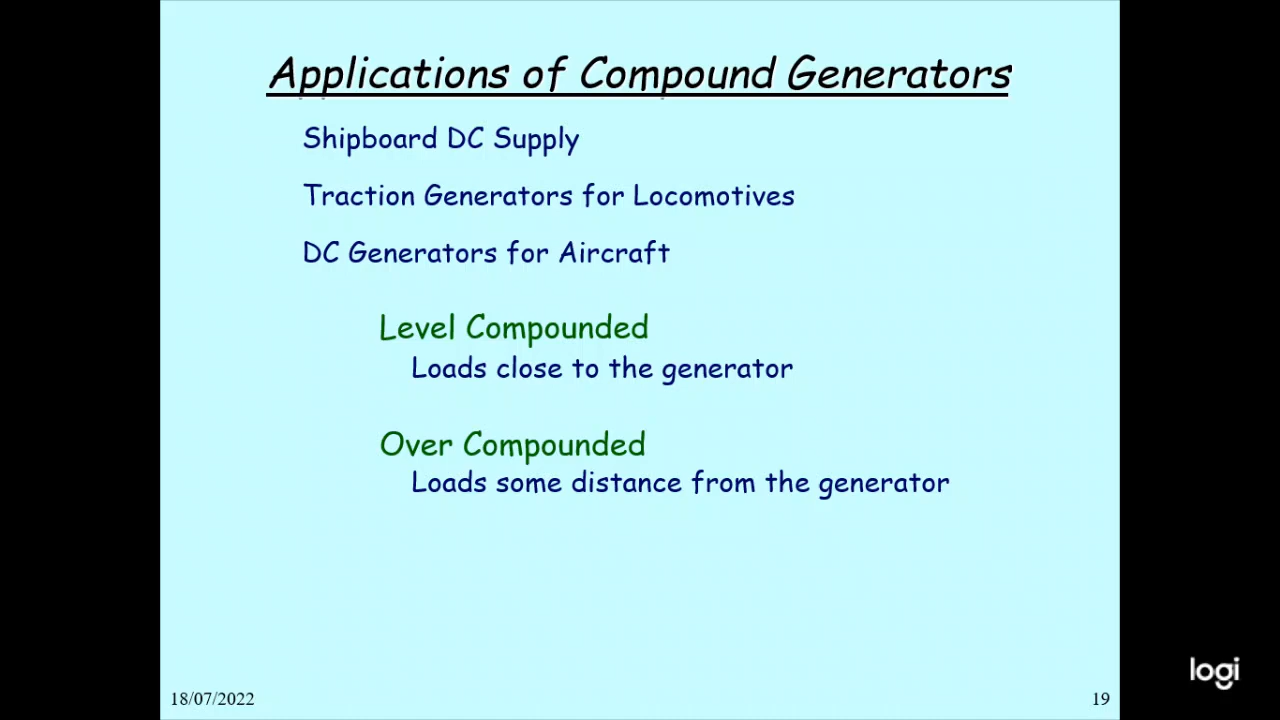 Applications of Compound Generators
Shipboard DC Supply
Traction Generators for Locomotives
DC Generators for Aircraft
Level Compounded
Loads close to the generator
Over Compounded
Loads some distance from the generator
18/07/2022
19
logi